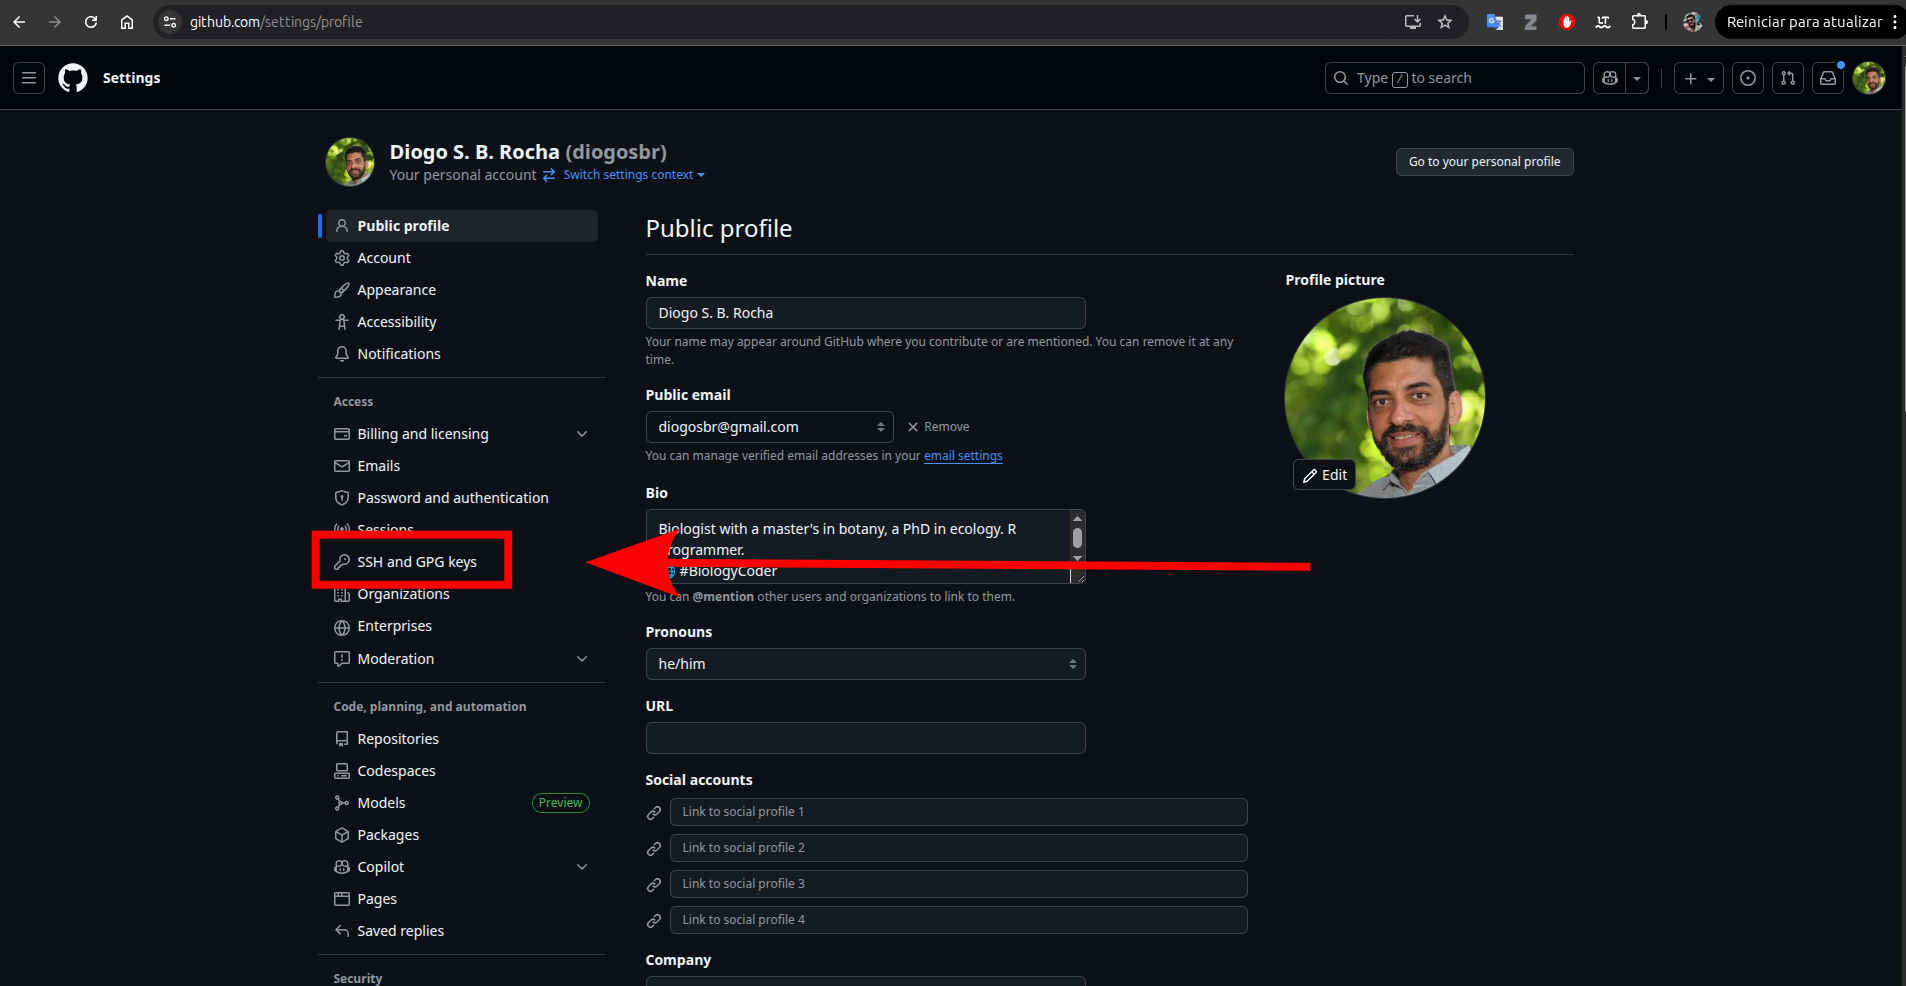 github.com/settings/profile
Reiniciar para atualizar
Settings
Type / to search
Diogo S. B. Rocha (diogosbr)
Your personal account Switch settings context
Go to your personal profile
Public profile
Account
Appearance
Accessibility
Notifications
Access
Billing and licensing
Emails
Password and authentication
Sessions
SSH and GPG keys
Organizations
Enterprises
Moderation
Code, planning, and automation
Repositories
Codespaces
Models Preview
Packages
Copilot
Pages
Saved replies
Security
Public profile
Name
Diogo S. B. Rocha
Your name may appear around GitHub where you contribute or are mentioned. You can remove it at any
time.
Public email
diogosbr@gmail.com Remove
You can manage verified email addresses in your email settings
Bio
Biologist with a master's in botany, a PhD in ecology. R
rogrammer.
#BiologyCoder
You can @mention other users and organizations to link to them.
Pronouns
he/him
URL
Social accounts
Link to social profile 1
Link to social profile 2
Link to social profile 3
Link to social profile 4
Company
Profile picture
Edit